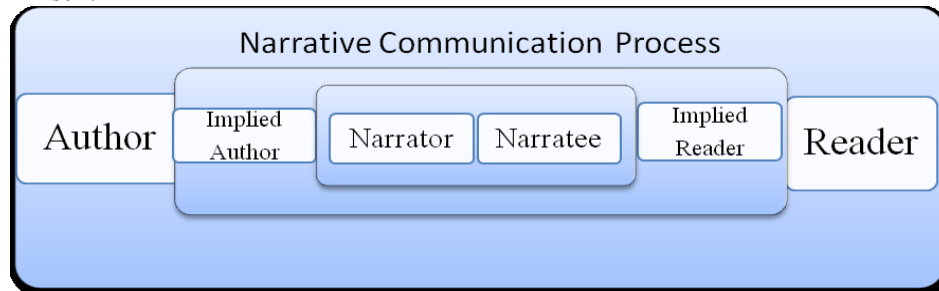 Narrative Communication Process
Author
Implied
Author
Narrator
Narratee
Implied
Reader
Reader